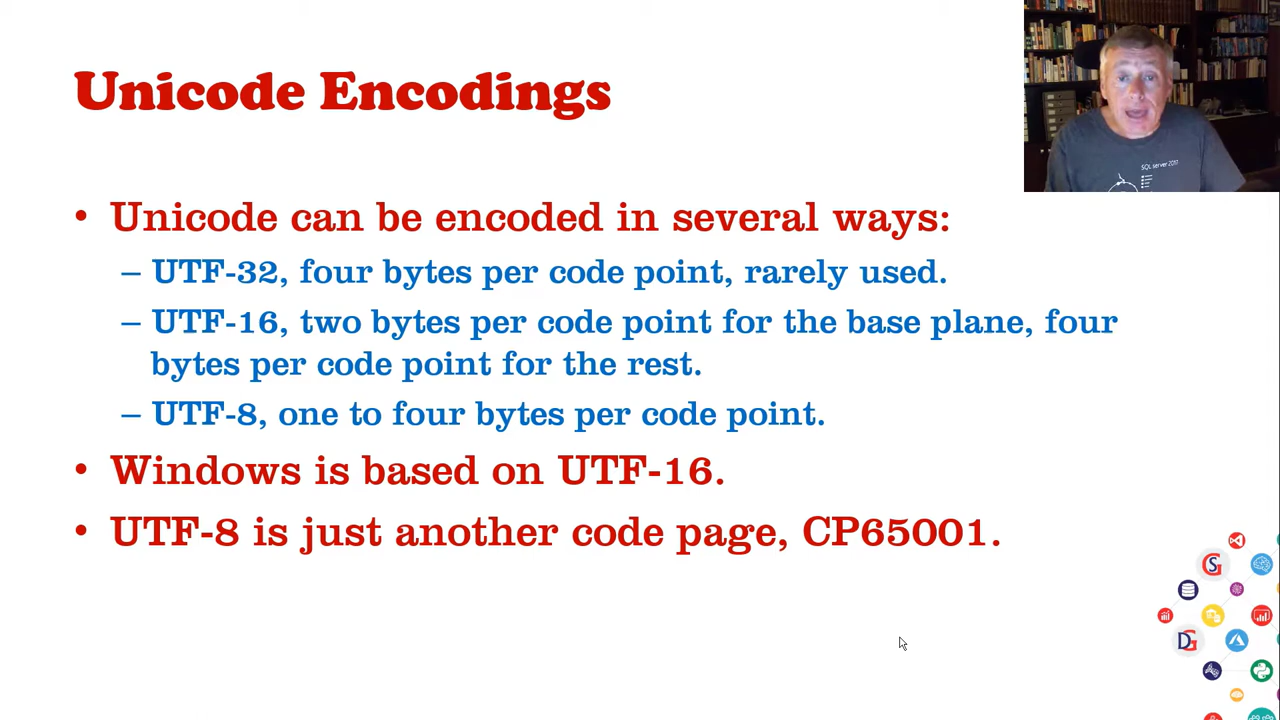 Unicode Encodings
SQL server 2017
• Unicode can be encoded in several ways:
– UTF-32, four bytes per code point, rarely used.
– UTF-16, two bytes per code point for the base plane, four
bytes per code point for the rest.
– UTF-8, one to four bytes per code point.
• Windows is based on UTF-16.
• UTF-8 is just another code page, CP65001.